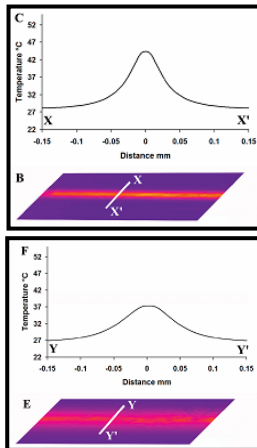 C
Temperature °C
52
47
42
37
32
27
22
X
X'
-0.15
-0.1
-0.05
0
0.05
0.1
0.15
Distance mm
B
X
X'
F
Temperature °C
52
47
42
37
32
27
22
Y
Y'
-0.15
-0.1
-0.05
0
0.05
0.1
0.15
Distance mm
E
Y
Y'